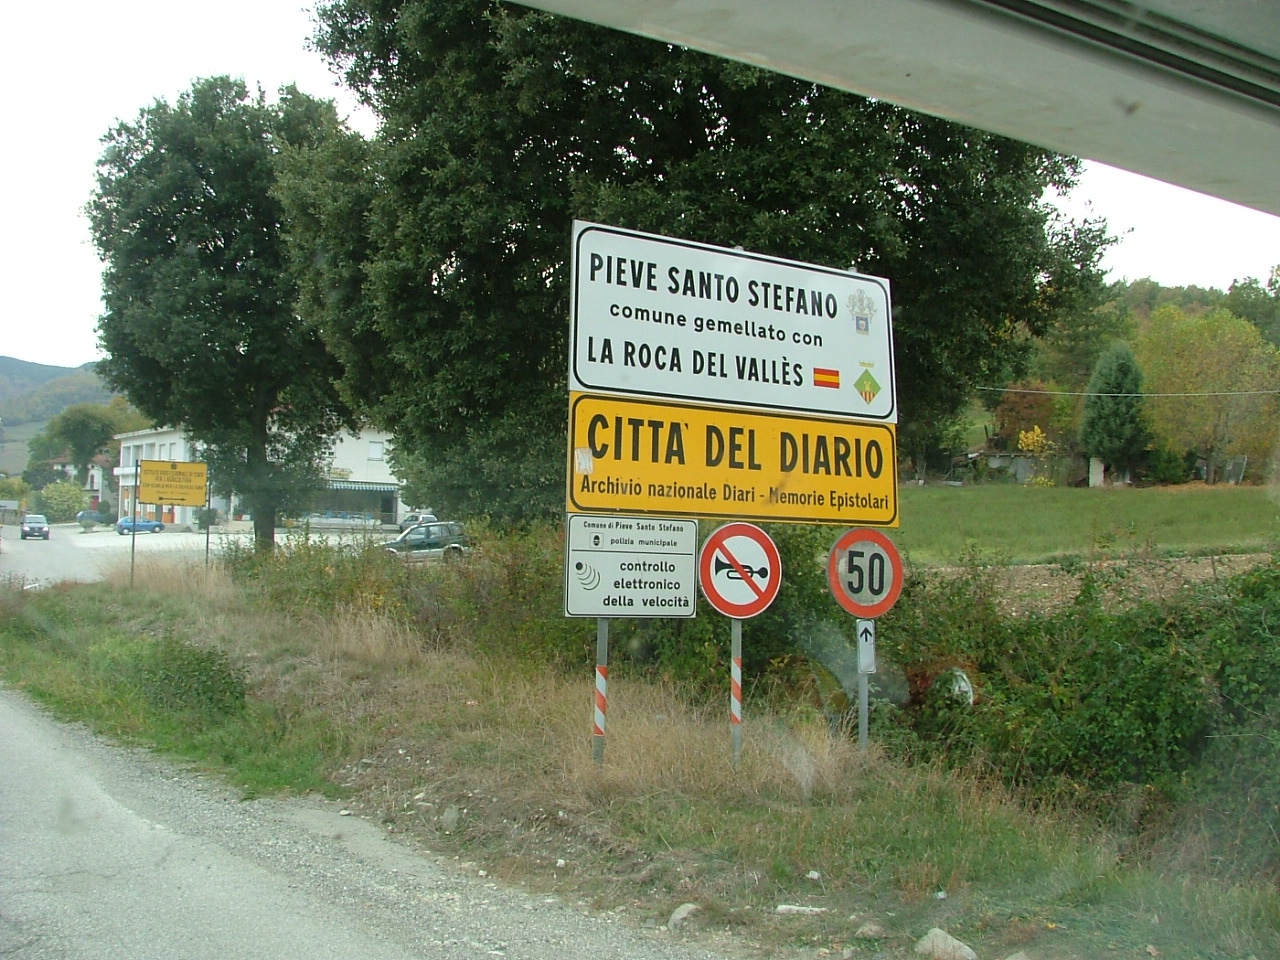 PIEVE SANTO STEFANO
comune gemellato con
LA ROCA DEL VALLÈS
CITTA' DEL DIARIO
Archivio nazionale Diari - Memorie Epistolari
Comune di Pieve Santo Stefano
polizia municipale
controllo
elettronico
della velocità
50